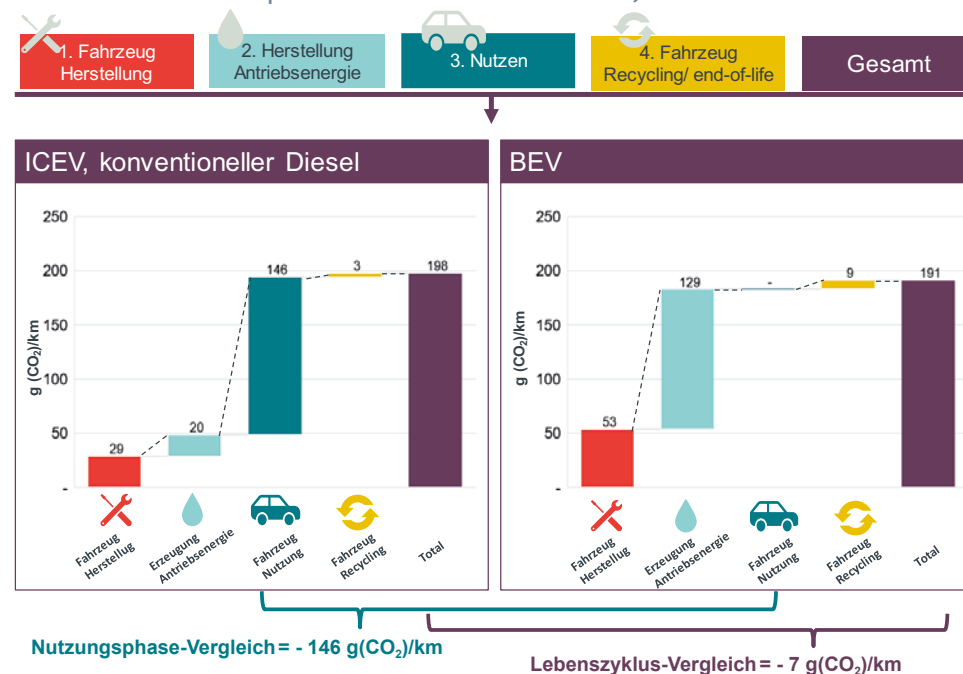 1. Fahrzeug
Herstellung
2. Herstellung
Antriebsenergie
3. Nutzen
4. Fahrzeug
Recycling/ end-of-life
Gesamt
ICEV, konventioneller Diesel
250
200
150
100
50
-
g (CO₂)/km
29
20
146
3
198
Fahrzeug
Herstellug
Erzeugung
Antriebsenergie
Fahrzeug
Nutzung
Fahrzeug
Recycling
Total
BEV
250
200
150
100
50
-
g (CO₂)/km
53
129
-
9
191
Fahrzeug
Herstellug
Erzeugung
Antriebsenergie
Fahrzeug
Nutzung
Fahrzeug
Recycling
Total
Nutzungsphase-Vergleich = - 146 g(CO₂)/km
Lebenszyklus-Vergleich = - 7 g(CO₂)/km